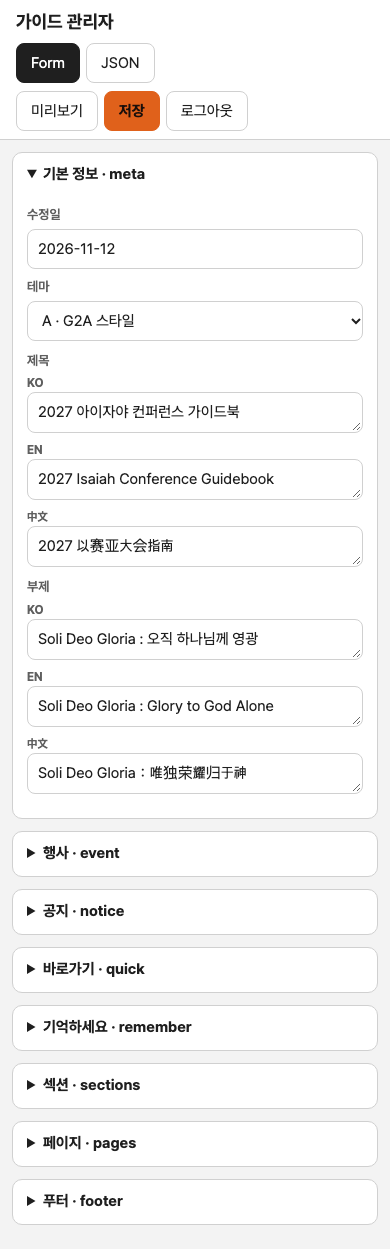 가이드 관리자
Form JSON
미리보기 저장 로그아웃
▼ 기본 정보 · meta
수정일
2026-11-12
테마
A · G2A 스타일
제목
KO
2027 아이자야 컨퍼런스 가이드북
EN
2027 Isaiah Conference Guidebook
中文
2027 以赛亚大会指南
부제
KO
Soli Deo Gloria : 오직 하나님께 영광
EN
Soli Deo Gloria : Glory to God Alone
中文
Soli Deo Gloria：唯独荣耀归于神
▶ 행사 · event
▶ 공지 · notice
▶ 바로가기 · quick
▶ 기억하세요 · remember
▶ 섹션 · sections
▶ 페이지 · pages
▶ 푸터 · footer